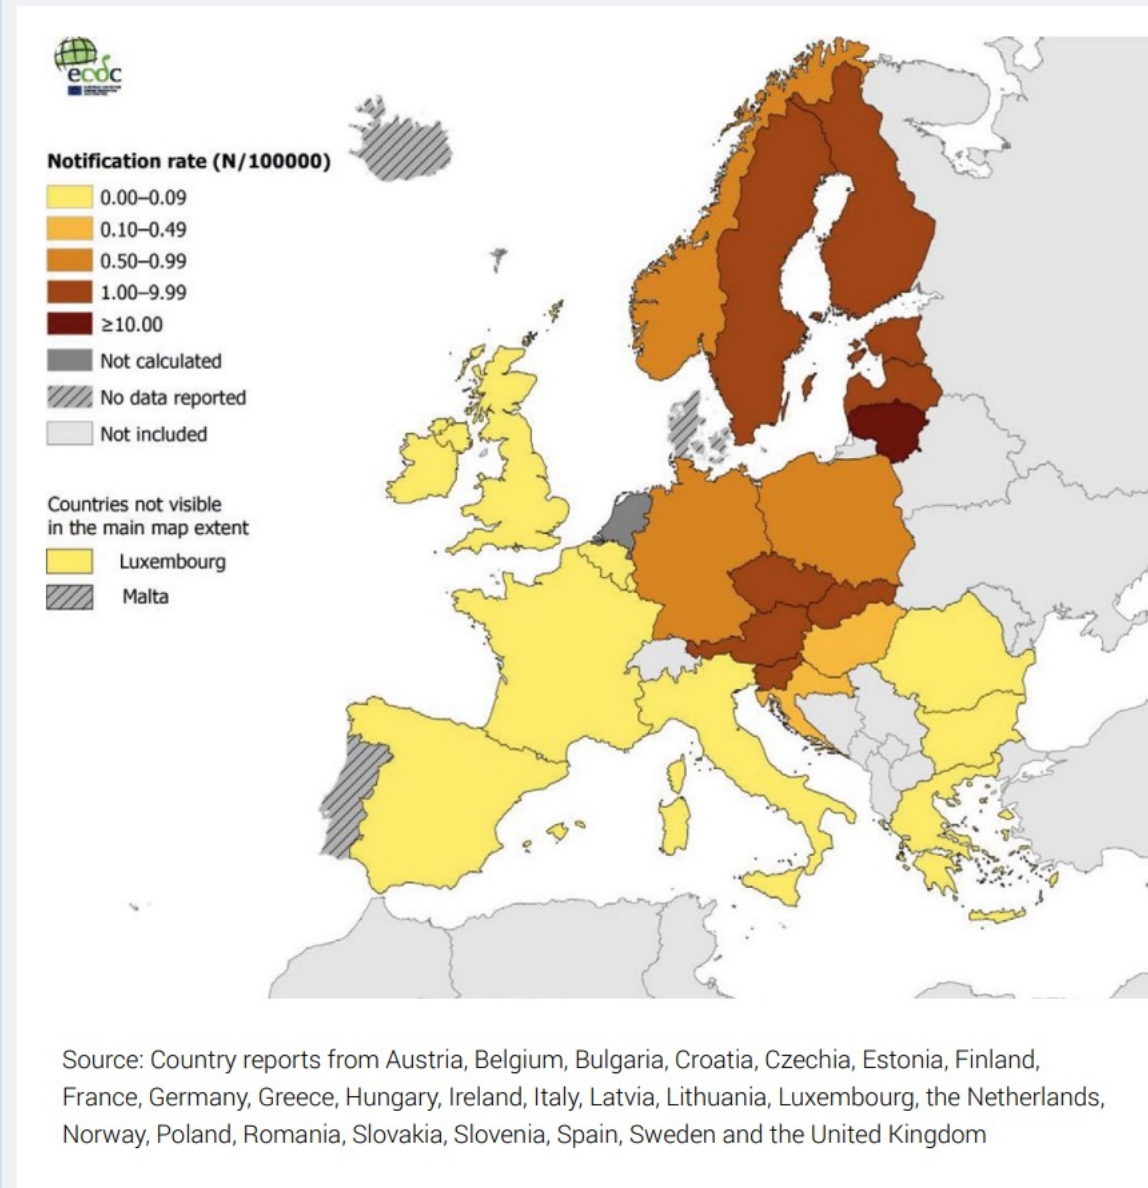 ecdc
Notification rate (N/100000)
0.00–0.09
0.10–0.49
0.50–0.99
1.00–9.99
≥10.00
Not calculated
No data reported
Not included
Countries not visible
in the main map extent
Luxembourg
Malta
Source: Country reports from Austria, Belgium, Bulgaria, Croatia, Czechia, Estonia, Finland,
France, Germany, Greece, Hungary, Ireland, Italy, Latvia, Lithuania, Luxembourg, the Netherlands,
Norway, Poland, Romania, Slovakia, Slovenia, Spain, Sweden and the United Kingdom